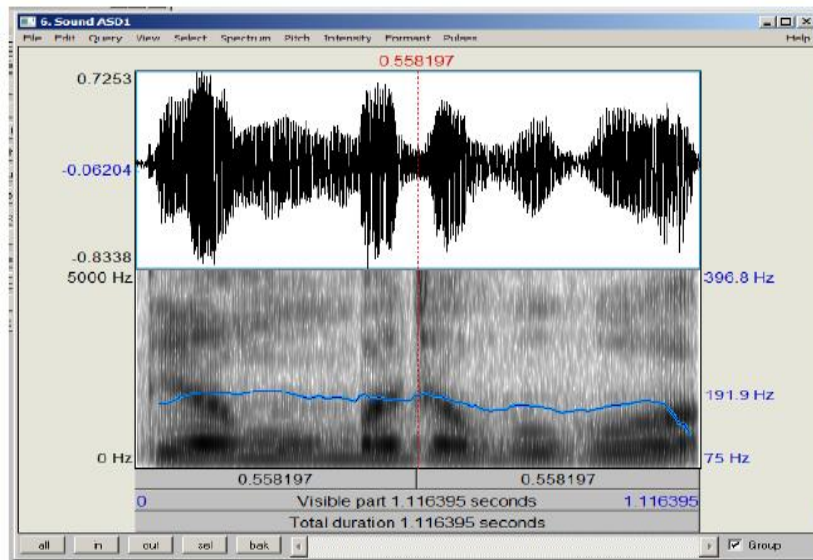 6. Sound ASD1
File Edit Query View Select Spectrum Pitch Intensity Formant Pulses Help
0.558197
0.7253
-0.06204
-0.8338
5000 Hz 396.8 Hz
191.9 Hz
0 Hz 75 Hz
0.558197 0.558197
0 Visible part 1.116395 seconds 1.116395
Total duration 1.116395 seconds
all in out sel bak Group